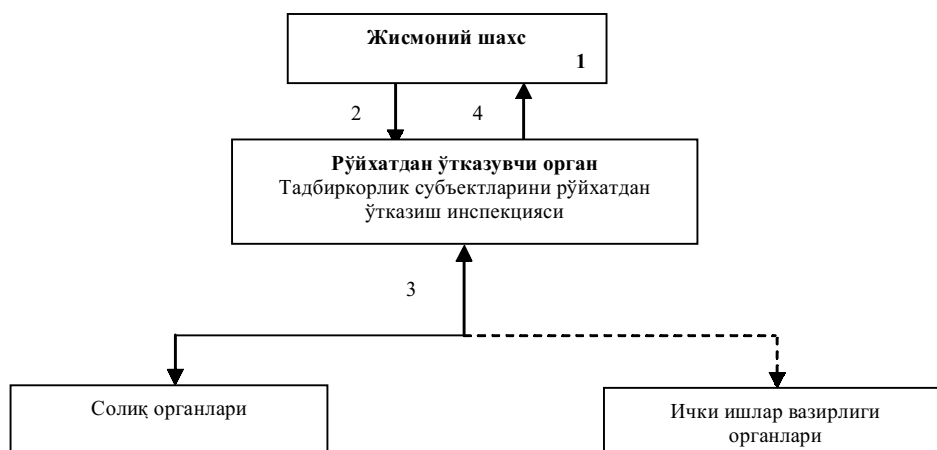 Жисмоний шахс
1
2
4
Рўйхатдан ўтказувчи орган
Тадбиркорлик субъектларини рўйхатдан
ўтказиш инспекцияси
3
Солиқ органлари
Ички ишлар вазирлиги
органлари